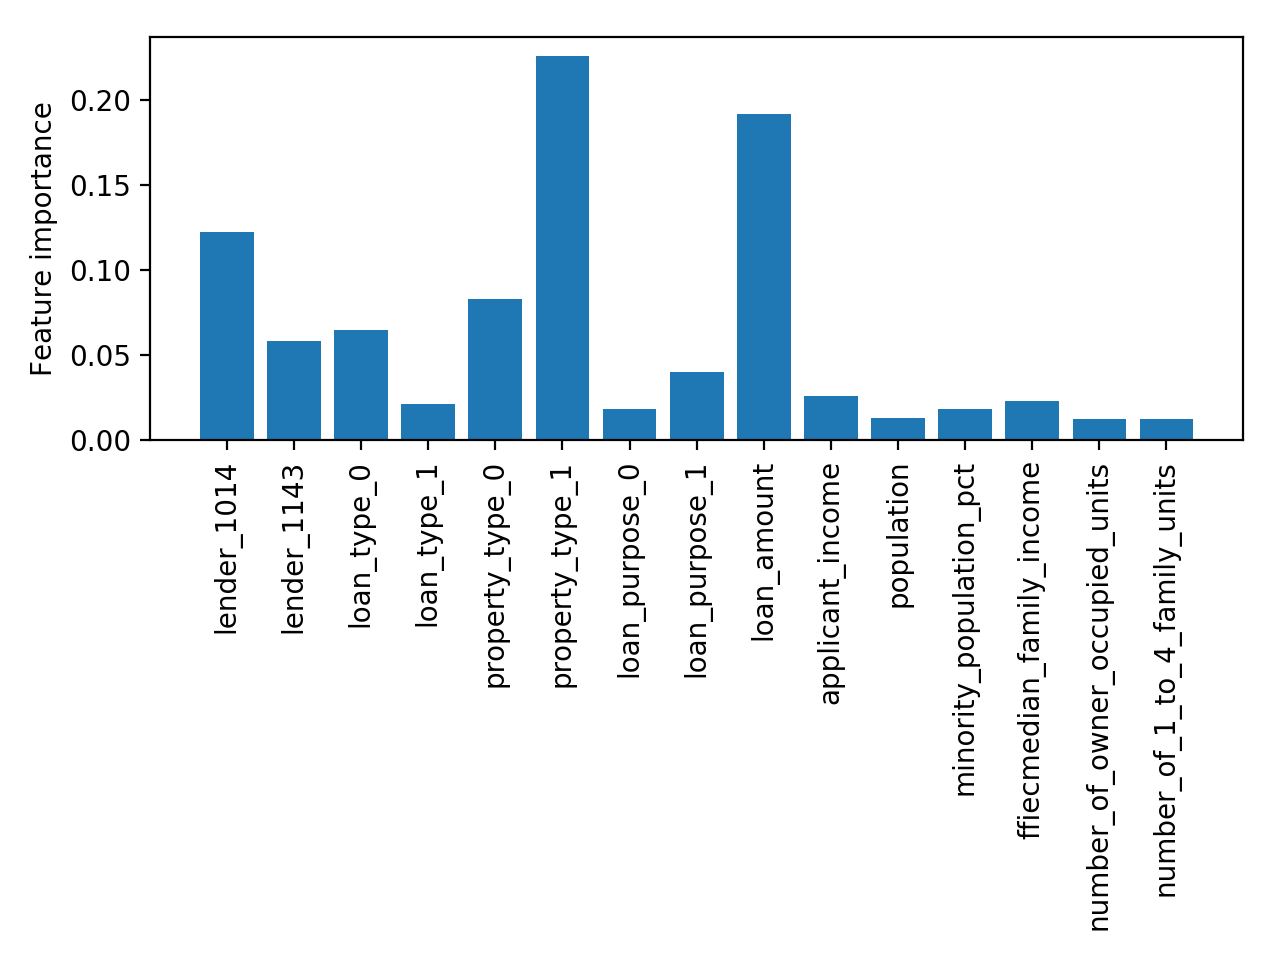 Feature importance
0.20
0.15
0.10
0.05
0.00
lender_1014
lender_1143
loan_type_0
loan_type_1
property_type_0
property_type_1
loan_purpose_0
loan_purpose_1
loan_amount
applicant_income
population
minority_population_pct
ffiecmedian_family_income
number_of_owner_occupied_units
number_of_1_to_4_family_units